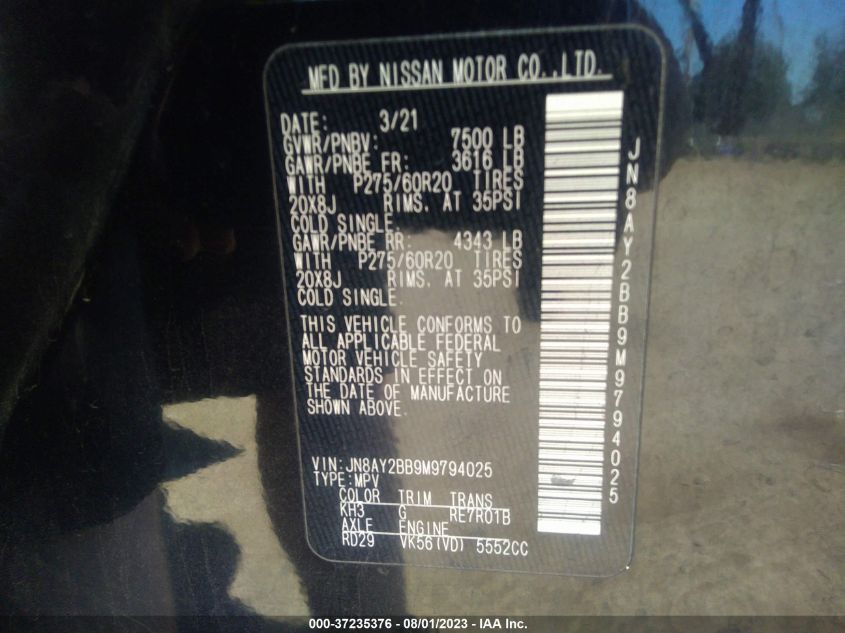 MFD BY NISSAN MOTOR CO.,LTD.
DATE: 3/21
GVWR/PNBV: 7500 LB
GAWR/PNBE FR: 3616 LB
WITH P275/60R20 TIRES
20X8J RIMS. AT 35PSI
COLD SINGLE.
GAWR/PNBE RR: 4343 LB
WITH P275/60R20 TIRES
20X8J RIMS. AT 35PSI
COLD SINGLE.
THIS VEHICLE CONFORMS TO
ALL APPLICABLE FEDERAL
MOTOR VEHICLE SAFETY
STANDARDS IN EFFECT ON
THE DATE OF MANUFACTURE
SHOWN ABOVE.
VIN:JN8AY2BB9M9794025
TYPE:MPV
COLOR TRIM TRANS
KH3 G RE7R01B
AXLE ENGINE
RD29 VK56(VD) 5552CC
JN8AY2BB9M9794025
000-37235376 - 08/01/2023 - IAA Inc.